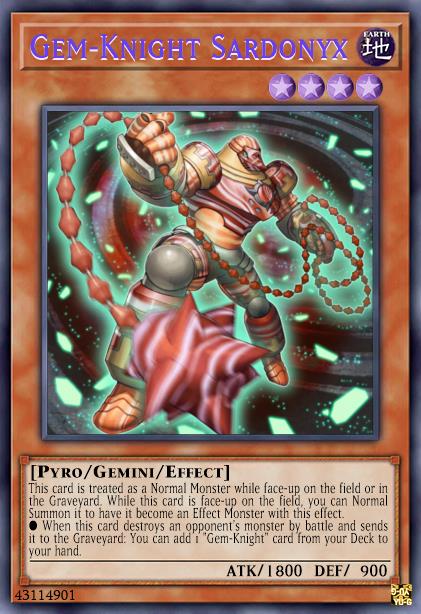 Gem-Knight Sardonyx
EARTH
地
[Pyro/Gemini/Effect]
This card is treated as a Normal Monster while face-up on the field or in
the Graveyard. While this card is face-up on the field, you can Normal
Summon it to have it become an Effect Monster with this effect.
● When this card destroys an opponent's monster by battle and sends
it to the Graveyard: You can add 1 "Gem-Knight" card from your Deck to
your hand.
ATK/1800 DEF/ 900
43114901